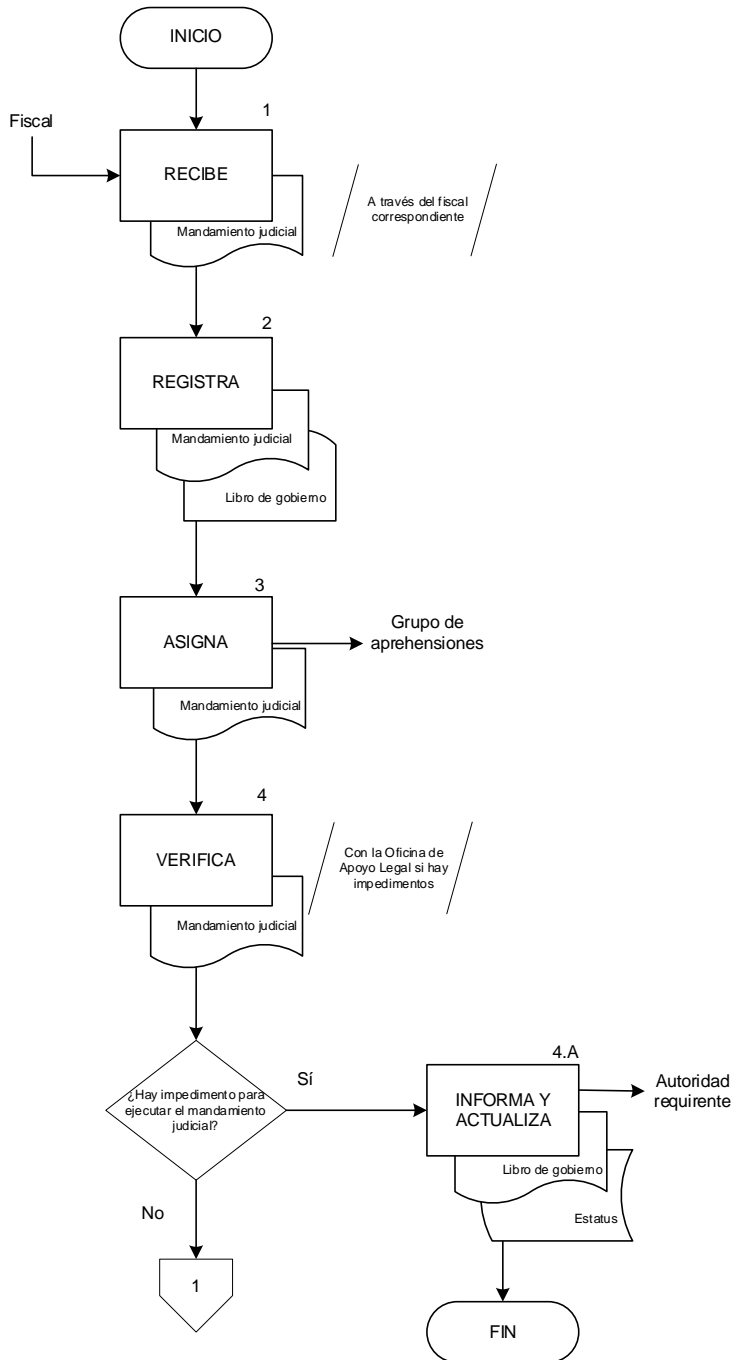 INICIO
1
Fiscal
RECIBE
A través del fiscal
correspondiente
Mandamiento judicial
2
REGISTRA
Mandamiento judicial
Libro de gobierno
3
ASIGNA
Grupo de
aprehensiones
Mandamiento judicial
4
VERIFICA
Con la Oficina de
Apoyo Legal si hay
impedimentos
Mandamiento judicial
¿Hay impedimento para
ejecutar el mandamiento
judicial?
Sí
4.A
INFORMA Y
ACTUALIZA
Autoridad
requirente
Libro de gobierno
Estatus
No
1
FIN